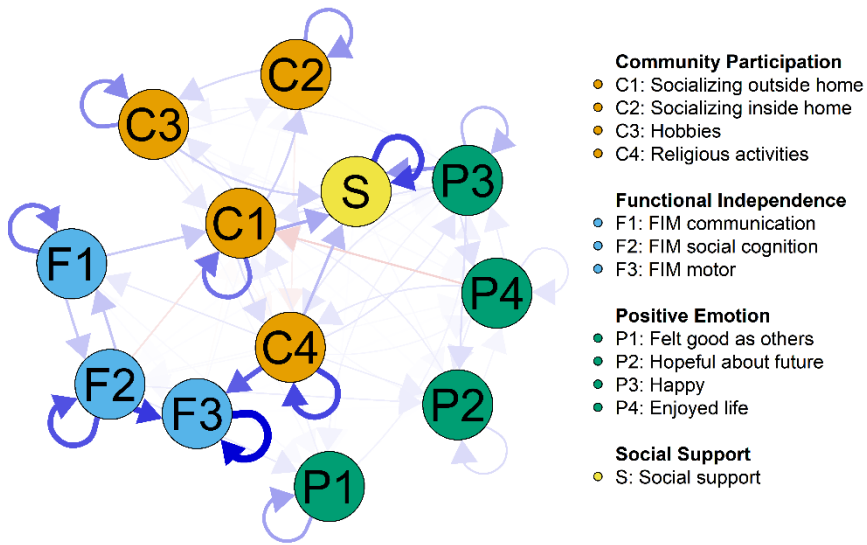 C2
C3
P3
S
C1
F1
P4
C4
F2
F3
P2
P1
Community Participation
C1: Socializing outside home
C2: Socializing inside home
C3: Hobbies
C4: Religious activities
Functional Independence
F1: FIM communication
F2: FIM social cognition
F3: FIM motor
Positive Emotion
P1: Felt good as others
P2: Hopeful about future
P3: Happy
P4: Enjoyed life
Social Support
S: Social support